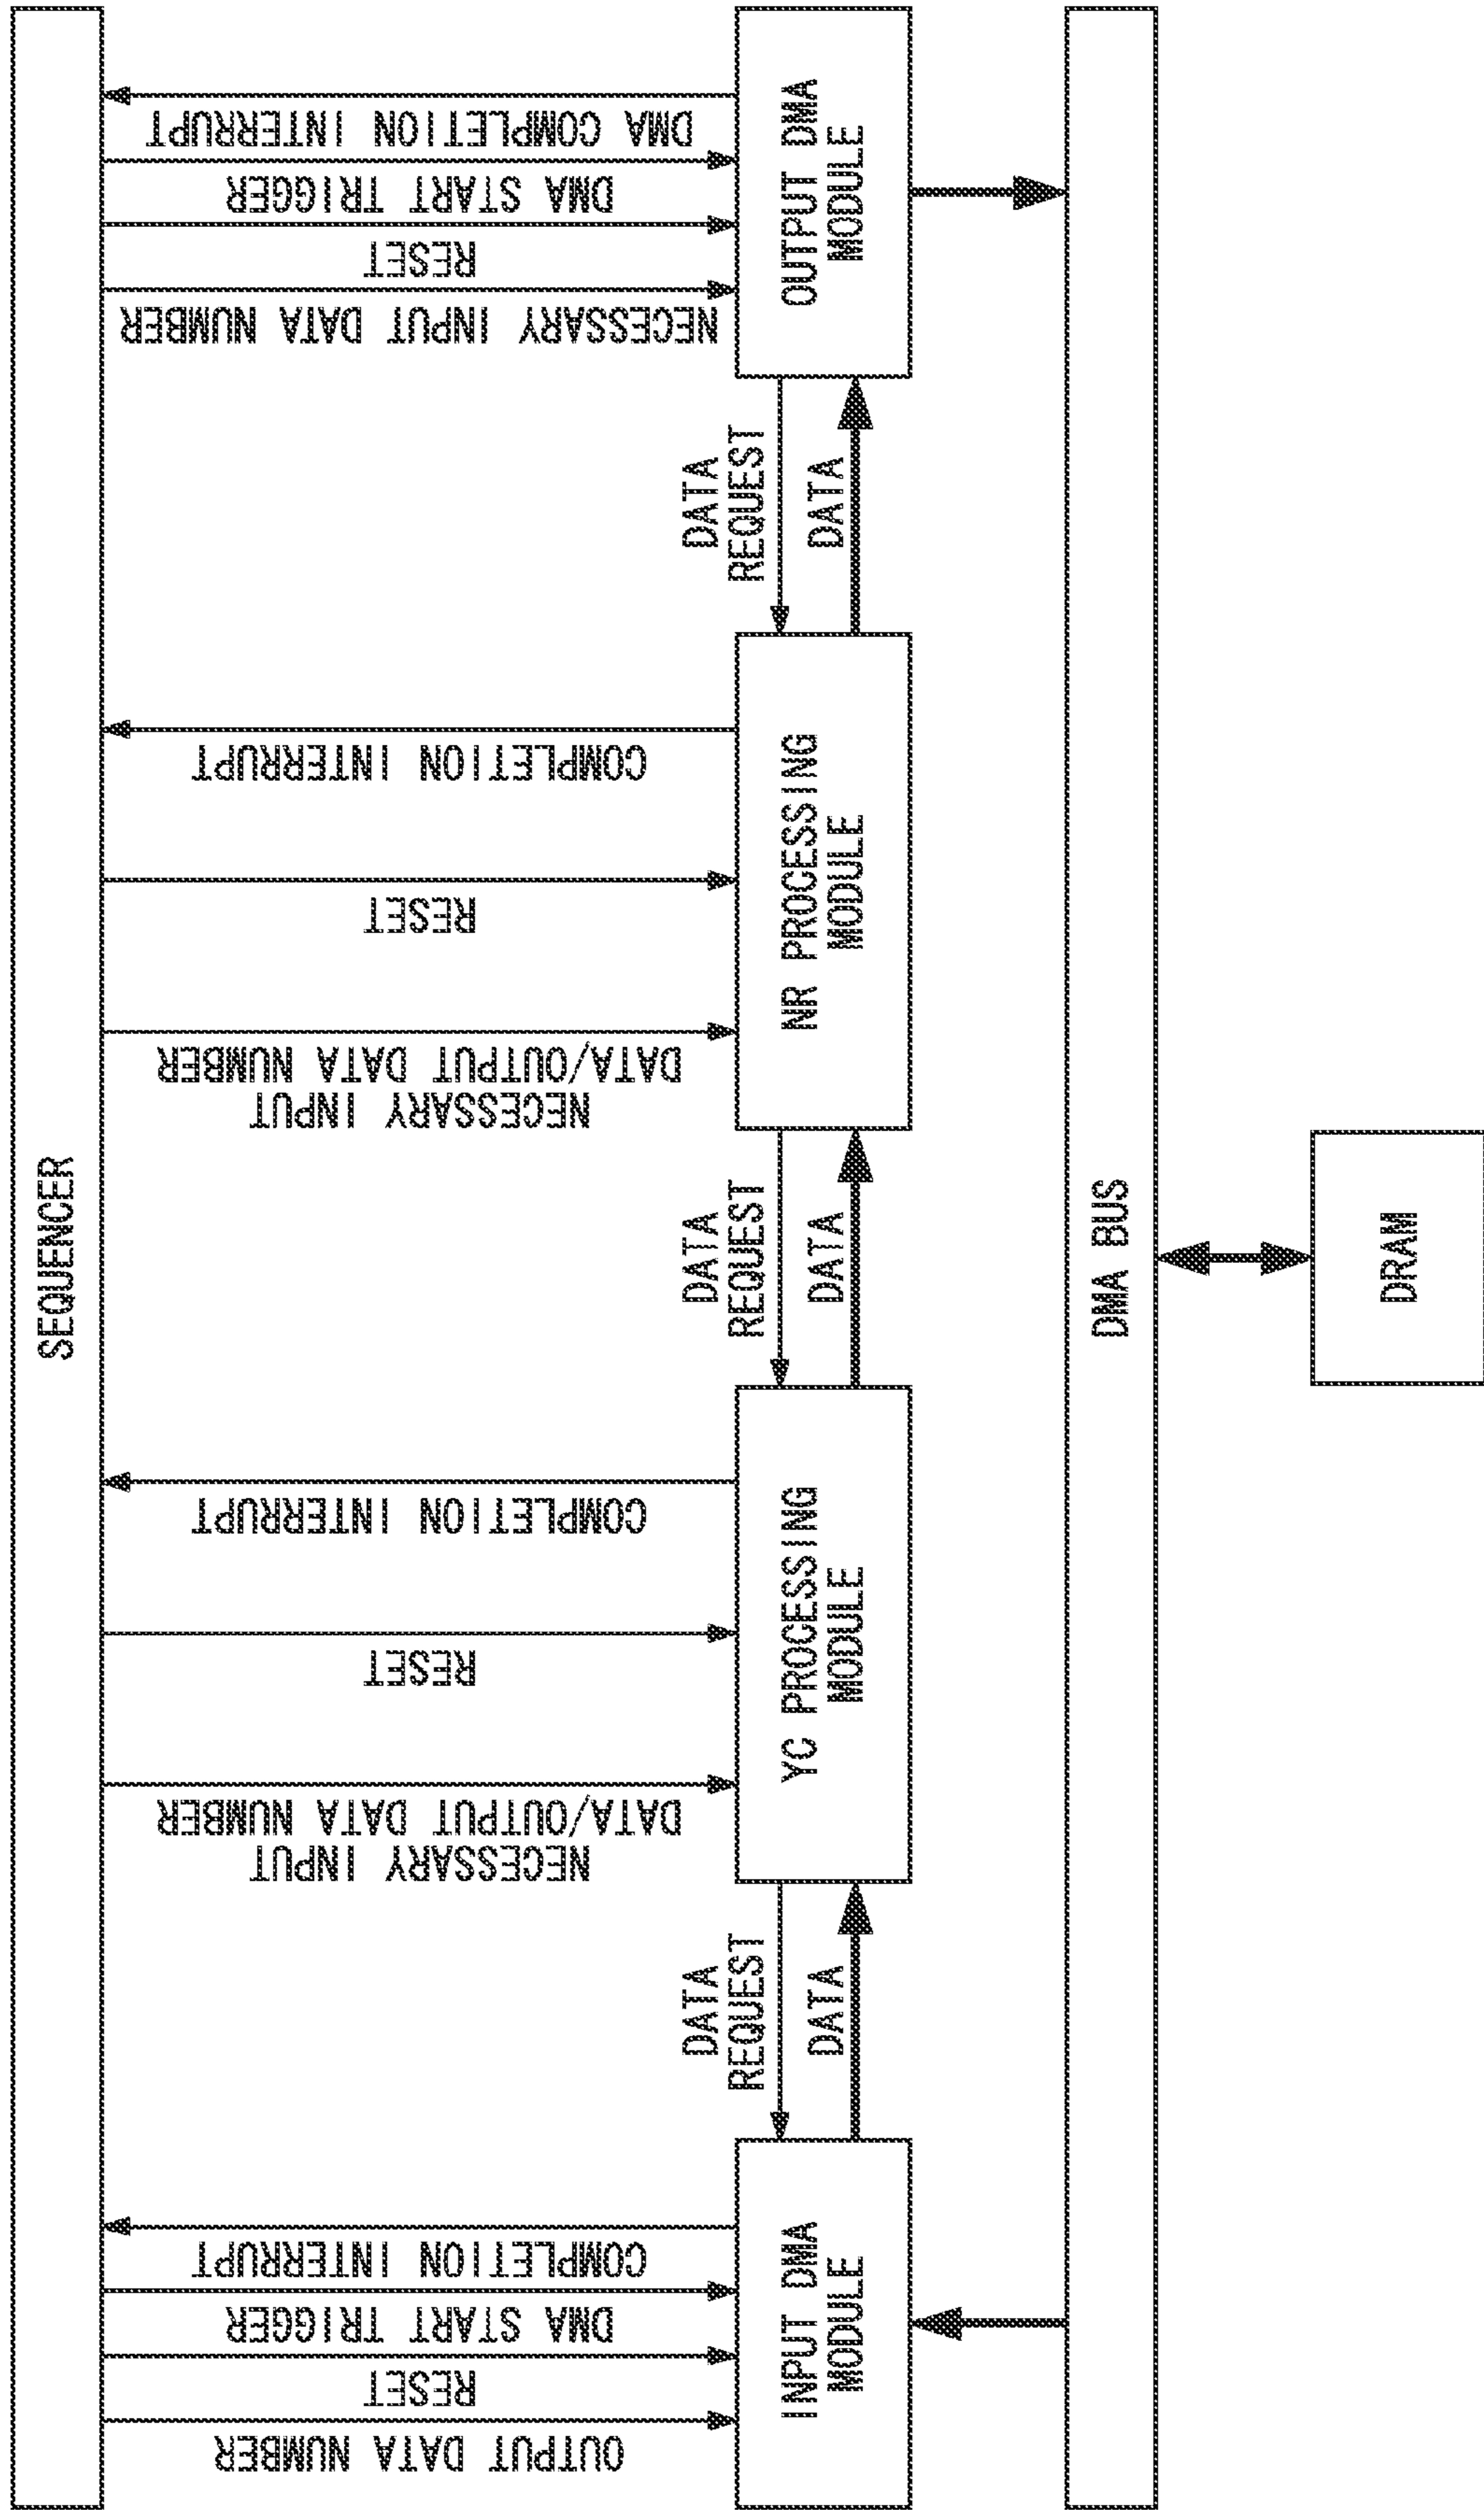 SEQUENCER
OUTPUT DATA NUMBER
RESET
DMA START TRIGGER
COMPLETION INTERRUPT
NECESSARY INPUT
DATA/OUTPUT DATA NUMBER
RESET
COMPLETION INTERRUPT
NECESSARY INPUT
DATA/OUTPUT DATA NUMBER
RESET
COMPLETION INTERRUPT
NECESSARY INPUT DATA NUMBER
RESET
DMA START TRIGGER
DMA COMPLETION INTERRUPT
INPUT DMA
MODULE
DATA
REQUEST
DATA
YC PROCESSING
MODULE
DATA
REQUEST
DATA
NR PROCESSING
MODULE
DATA
REQUEST
DATA
OUTPUT DMA
MODULE
DMA BUS
DRAM